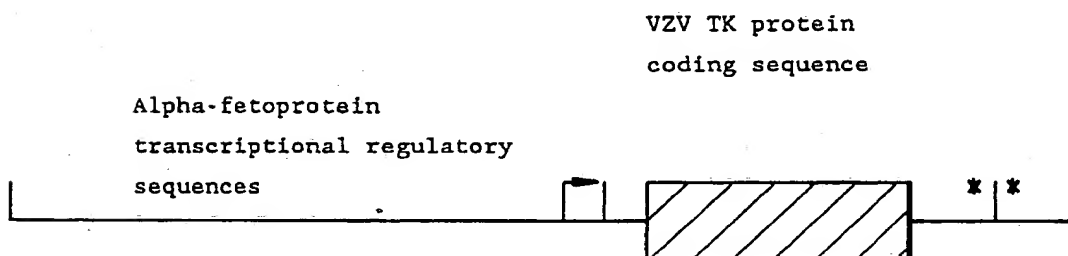 VZV TK protein
coding sequence
Alpha-fetoprotein
transcriptional regulatory
sequences
* *